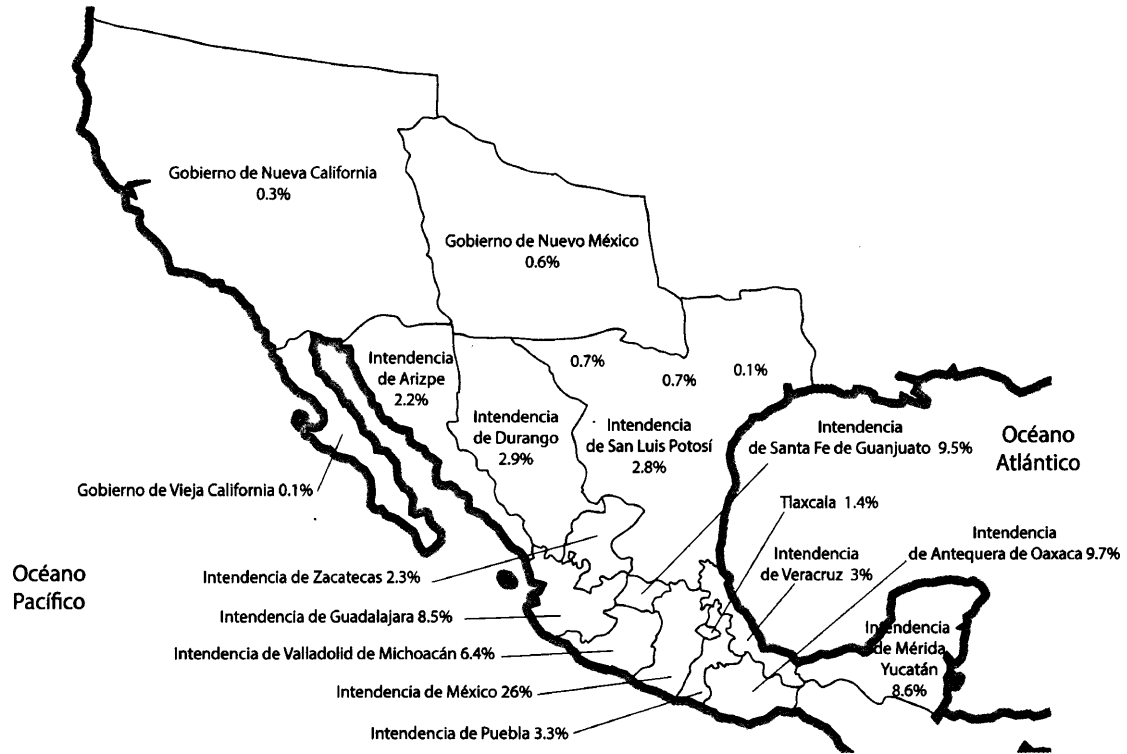 Gobierno de Nueva California
0.3%
Gobierno de Nuevo México
0.6%
Intendencia
de Arizpe
2.2%
0.7%
0.7%
0.1%
Intendencia
de Durango
2.9%
Intendencia
de San Luis Potosí
2.8%
Intendencia
de Santa Fe de Guanjuato 9.5%
Océano
Atlántico
Gobierno de Vieja California 0.1%
Tlaxcala 1.4%
Intendencia
de Antequera de Oaxaca 9.7%
Intendencia
de Veracruz 3%
Océano
Pacífico
Intendencia de Zacatecas 2.3%
Intendencia de Guadalajara 8.5%
Intendencia de Valladolid de Michoacán 6.4%
Intendencia
de Mérida
Yucatán
8.6%
Intendencia de México 26%
Intendencia de Puebla 3.3%